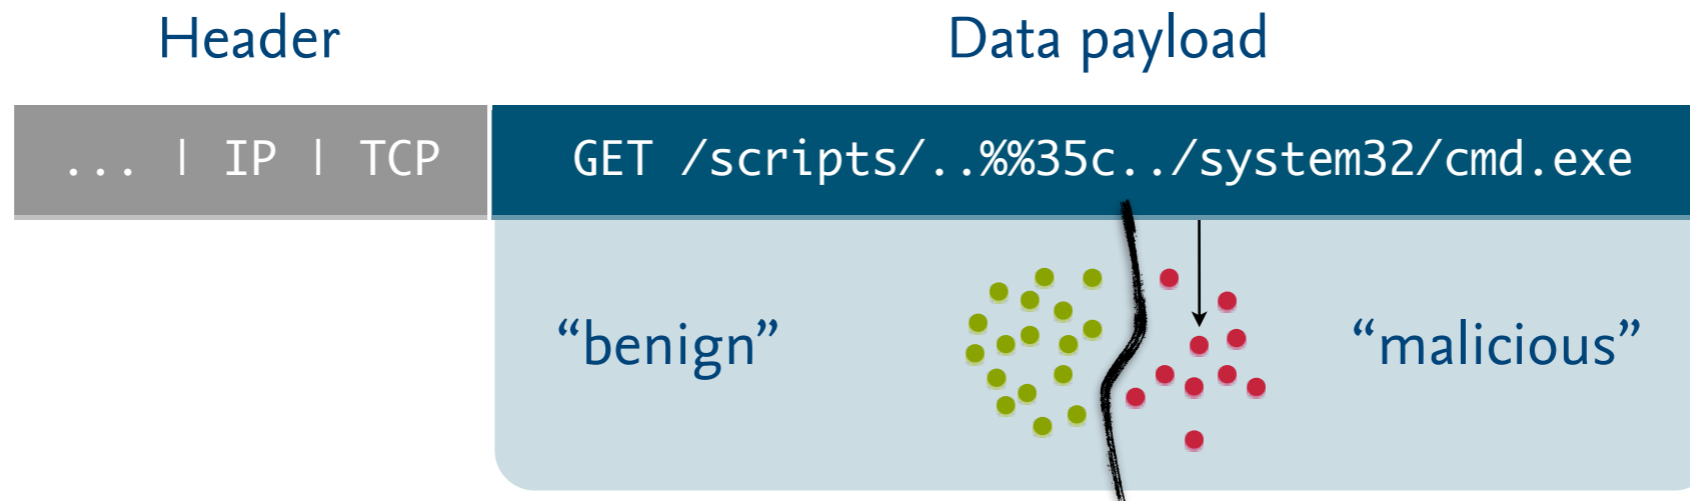 Header
Data payload
... | IP | TCP
GET /scripts/..%%35c../system32/cmd.exe
“benign”
“malicious”